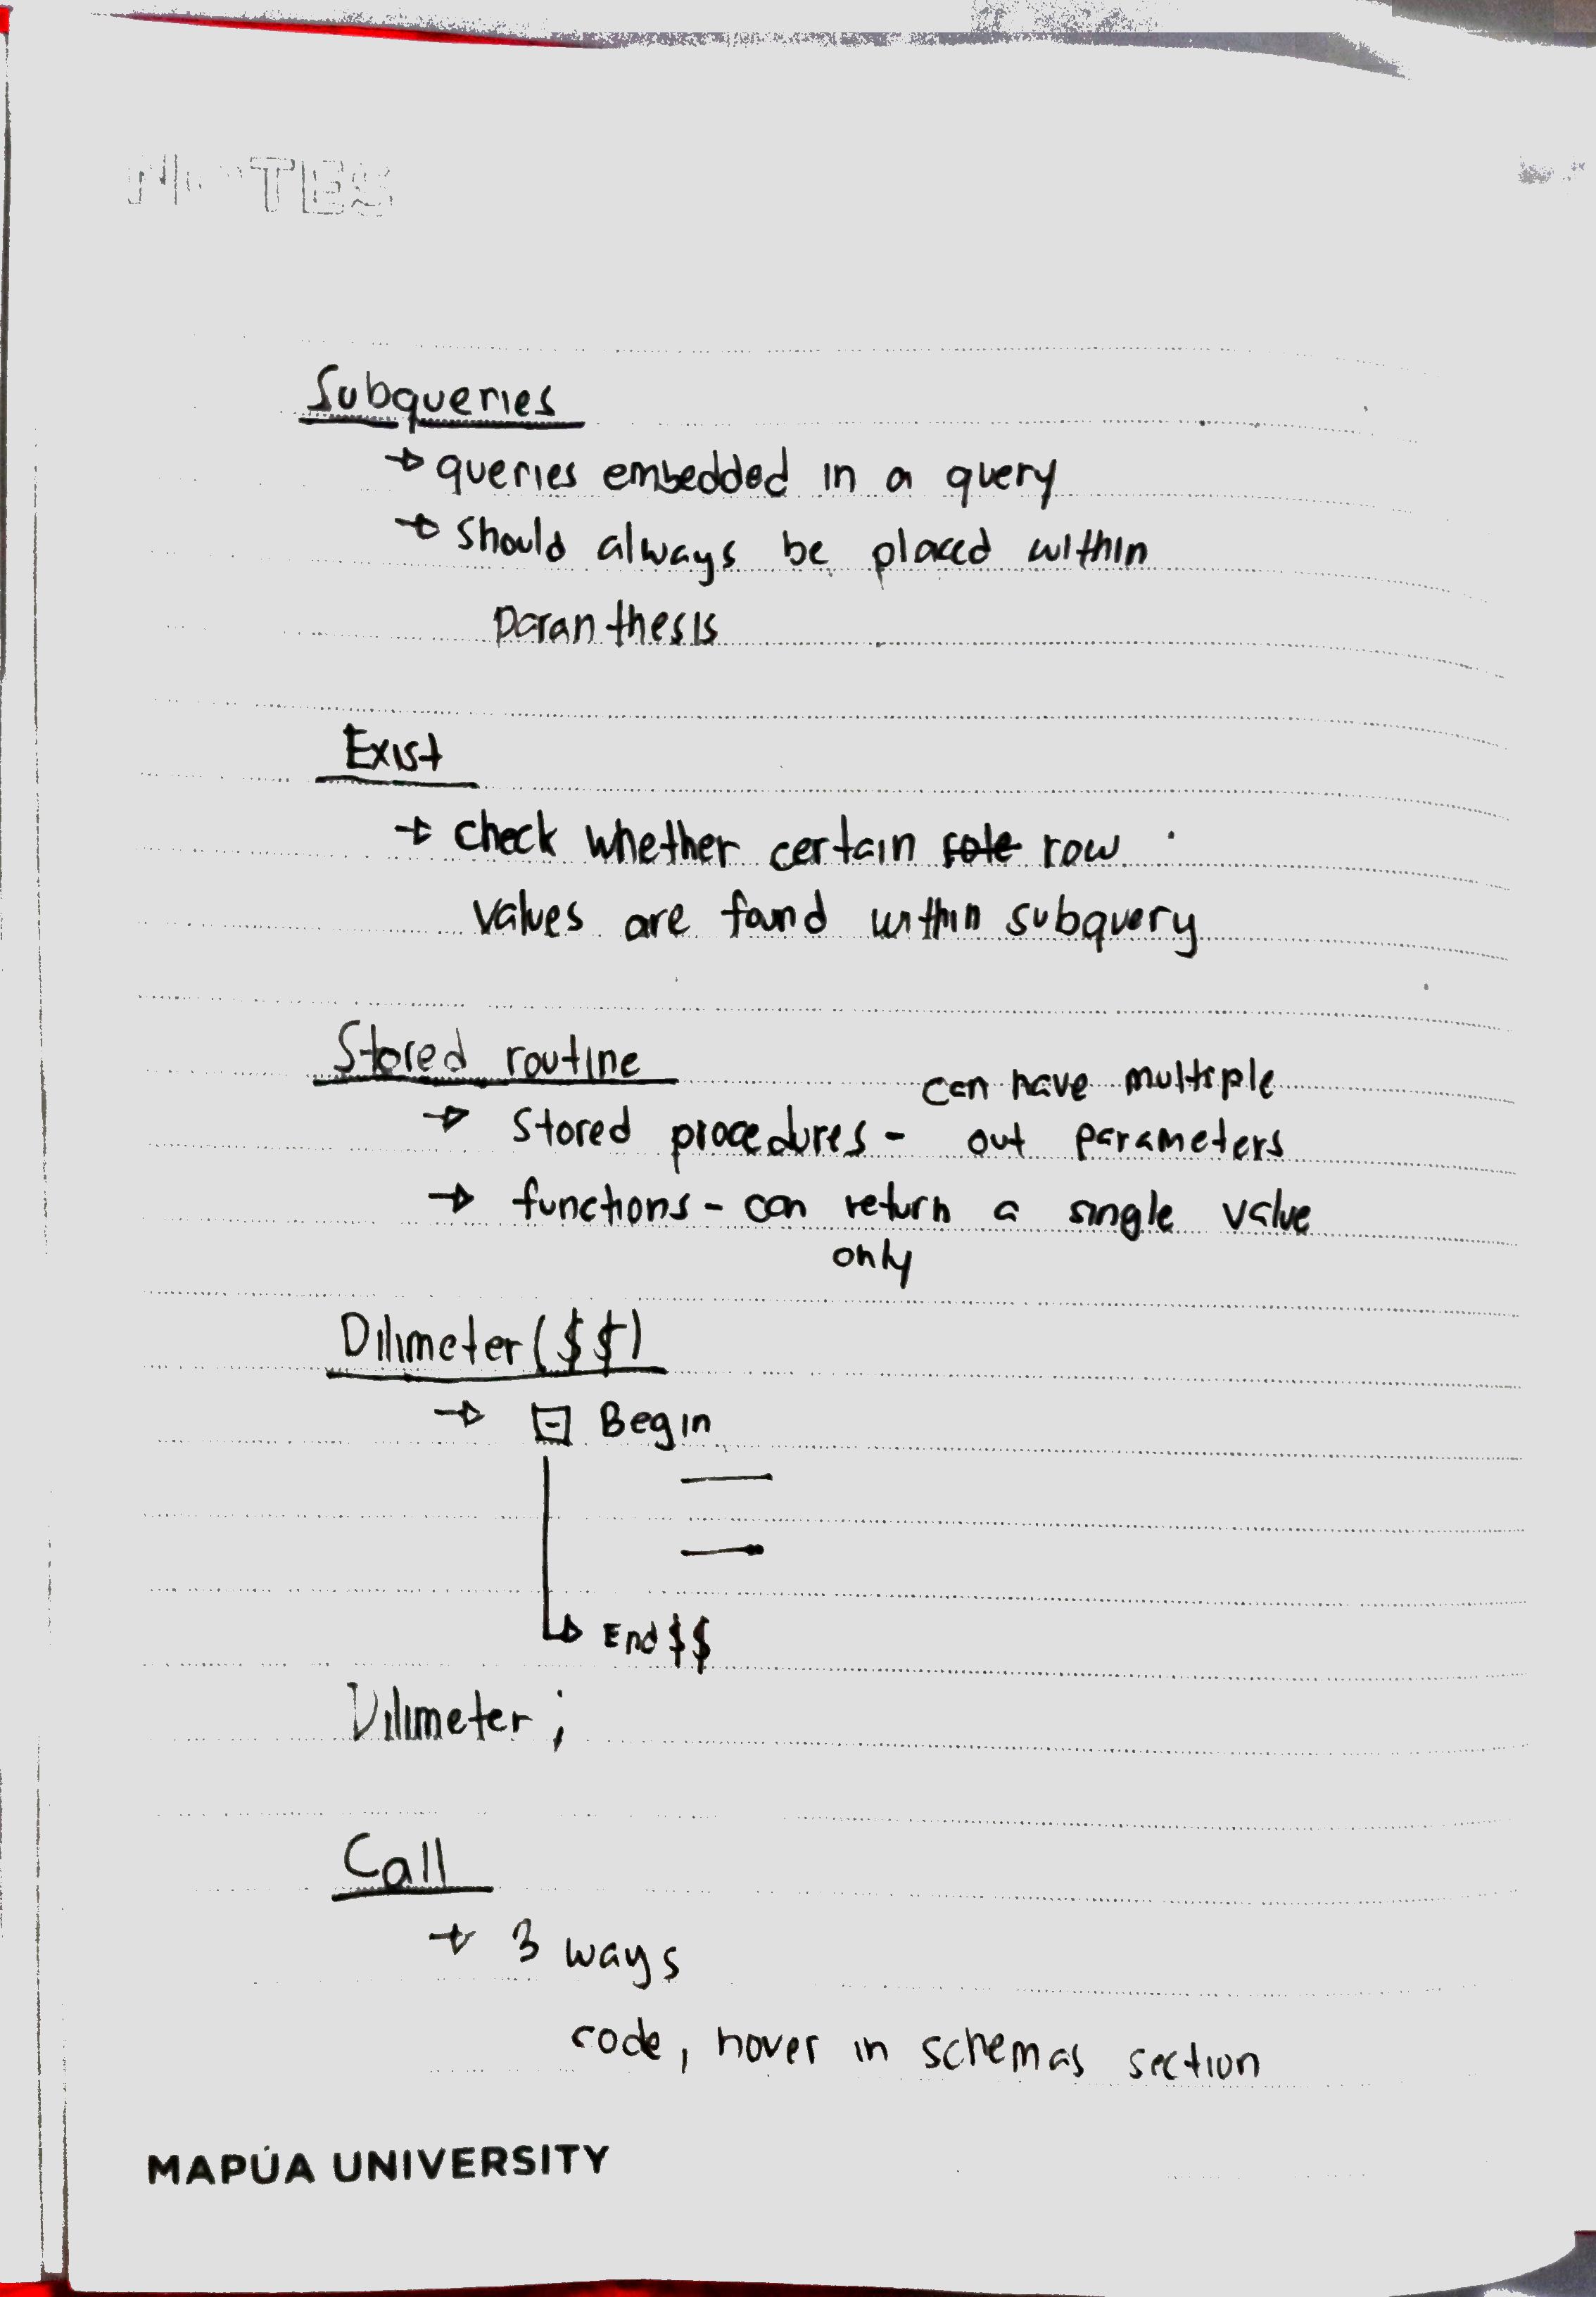 NOTES
Subqueries
→ queries embedded in a query
→ should always be placed within
paranthesis
Exist
→ check whether certain role row
values are found within subquery
Stored routine
can have multiple
→ stored procedures - out parameters
→ functions - can return a single value
only
Dilimeter ($$)
→ Begin
End $$
Dilimeter ;
Call
→ 3 ways
code, hover in schemas section
MAPÚA UNIVERSITY